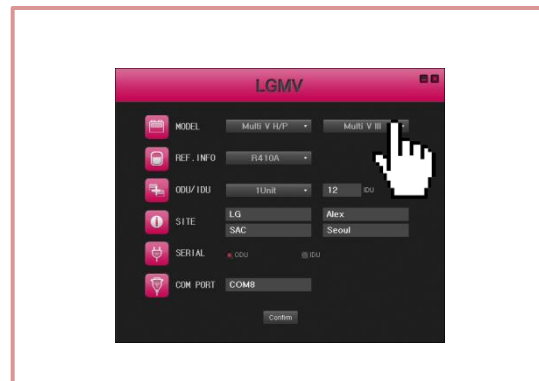 LGMV
MODEL Multi V H/P Multi V III
REF.INFO R410A
ODU/IDU 1Unit 12 IDU
SITE LG Alex
SAC Seoul
SERIAL ODU IDU
COM PORT COM8
Confirm